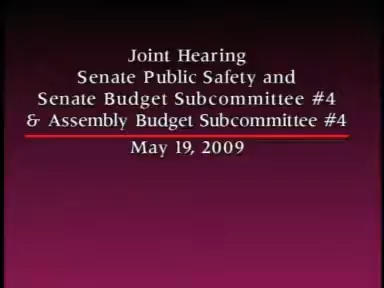 Joint Hearing
Senate Public Safety and
Senate Budget Subcommittee #4
& Assembly Budget Subcommittee #4
May 19, 2009